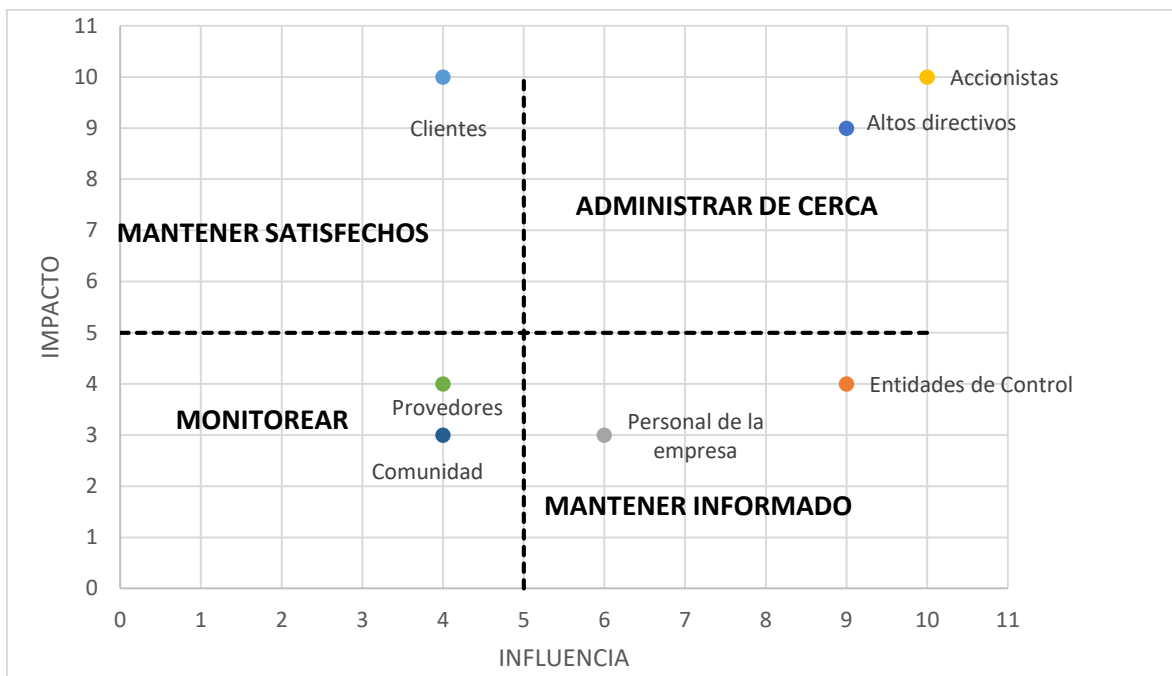 11
10
Accionistas
Clientes
9
Altos directivos
8
ADMINISTRAR DE CERCA
MANTENER SATISFECHOS
7
6
IMPACTO
5
4
Entidades de Control
Provedores
MONITOREAR
Personal de la
empresa
3
Comunidad
2
MANTENER INFORMADO
1
0
0 1 2 3 4 5 6 7 8 9 10 11
INFLUENCIA